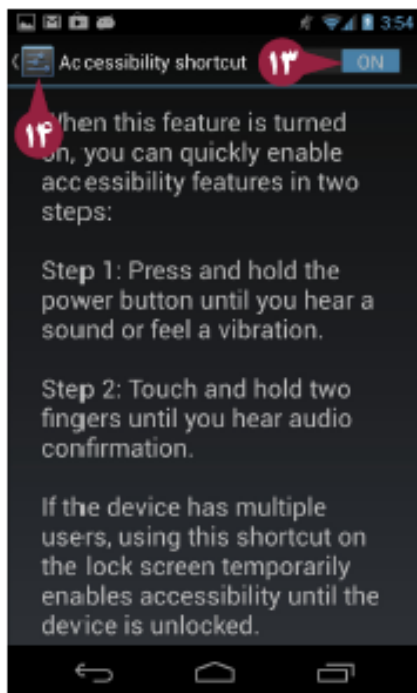 3:54
Accessibility shortcut ۱۳ ON
۱۴
When this feature is turned
on, you can quickly enable
accessibility features in two
steps:
Step 1: Press and hold the
power button until you hear a
sound or feel a vibration.
Step 2: Touch and hold two
fingers until you hear audio
confirmation.
If the device has multiple
users, using this shortcut on
the lock screen temporarily
enables accessibility until the
device is unlocked.